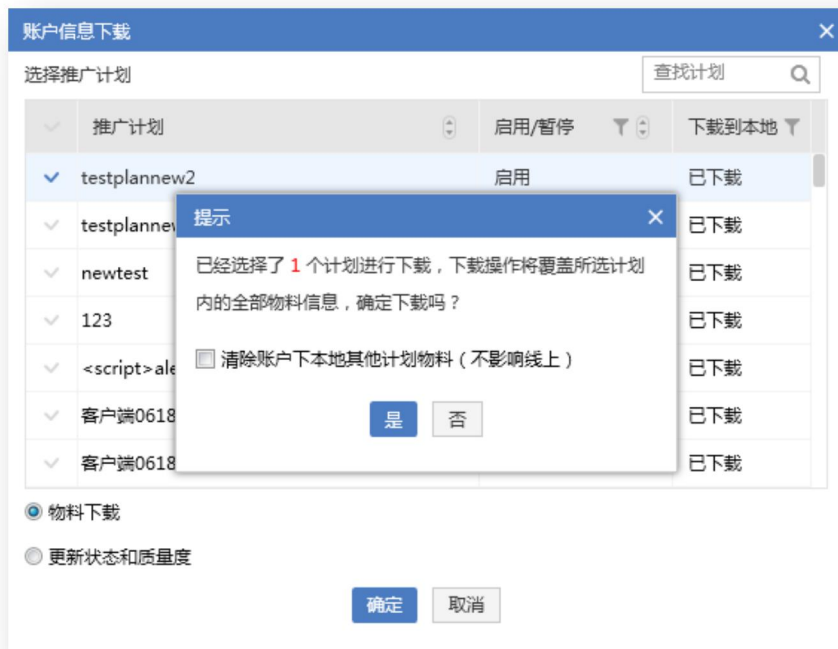 账户信息下载
选择推广计划
查找计划
推广计划 启用/暂停 下载到本地
testplannew2 启用 已下载
testplannew 已下载
newtest 已下载
123 已下载
<script>ale 已下载
客户端0618 已下载
客户端0618 已下载
提示
已经选择了 1 个计划进行下载，下载操作将覆盖所选计划
内的全部物料信息，确定下载吗？
清除账户下本地其他计划物料（不影响线上）
是 否
物料下载
更新状态和质量度
确定 取消